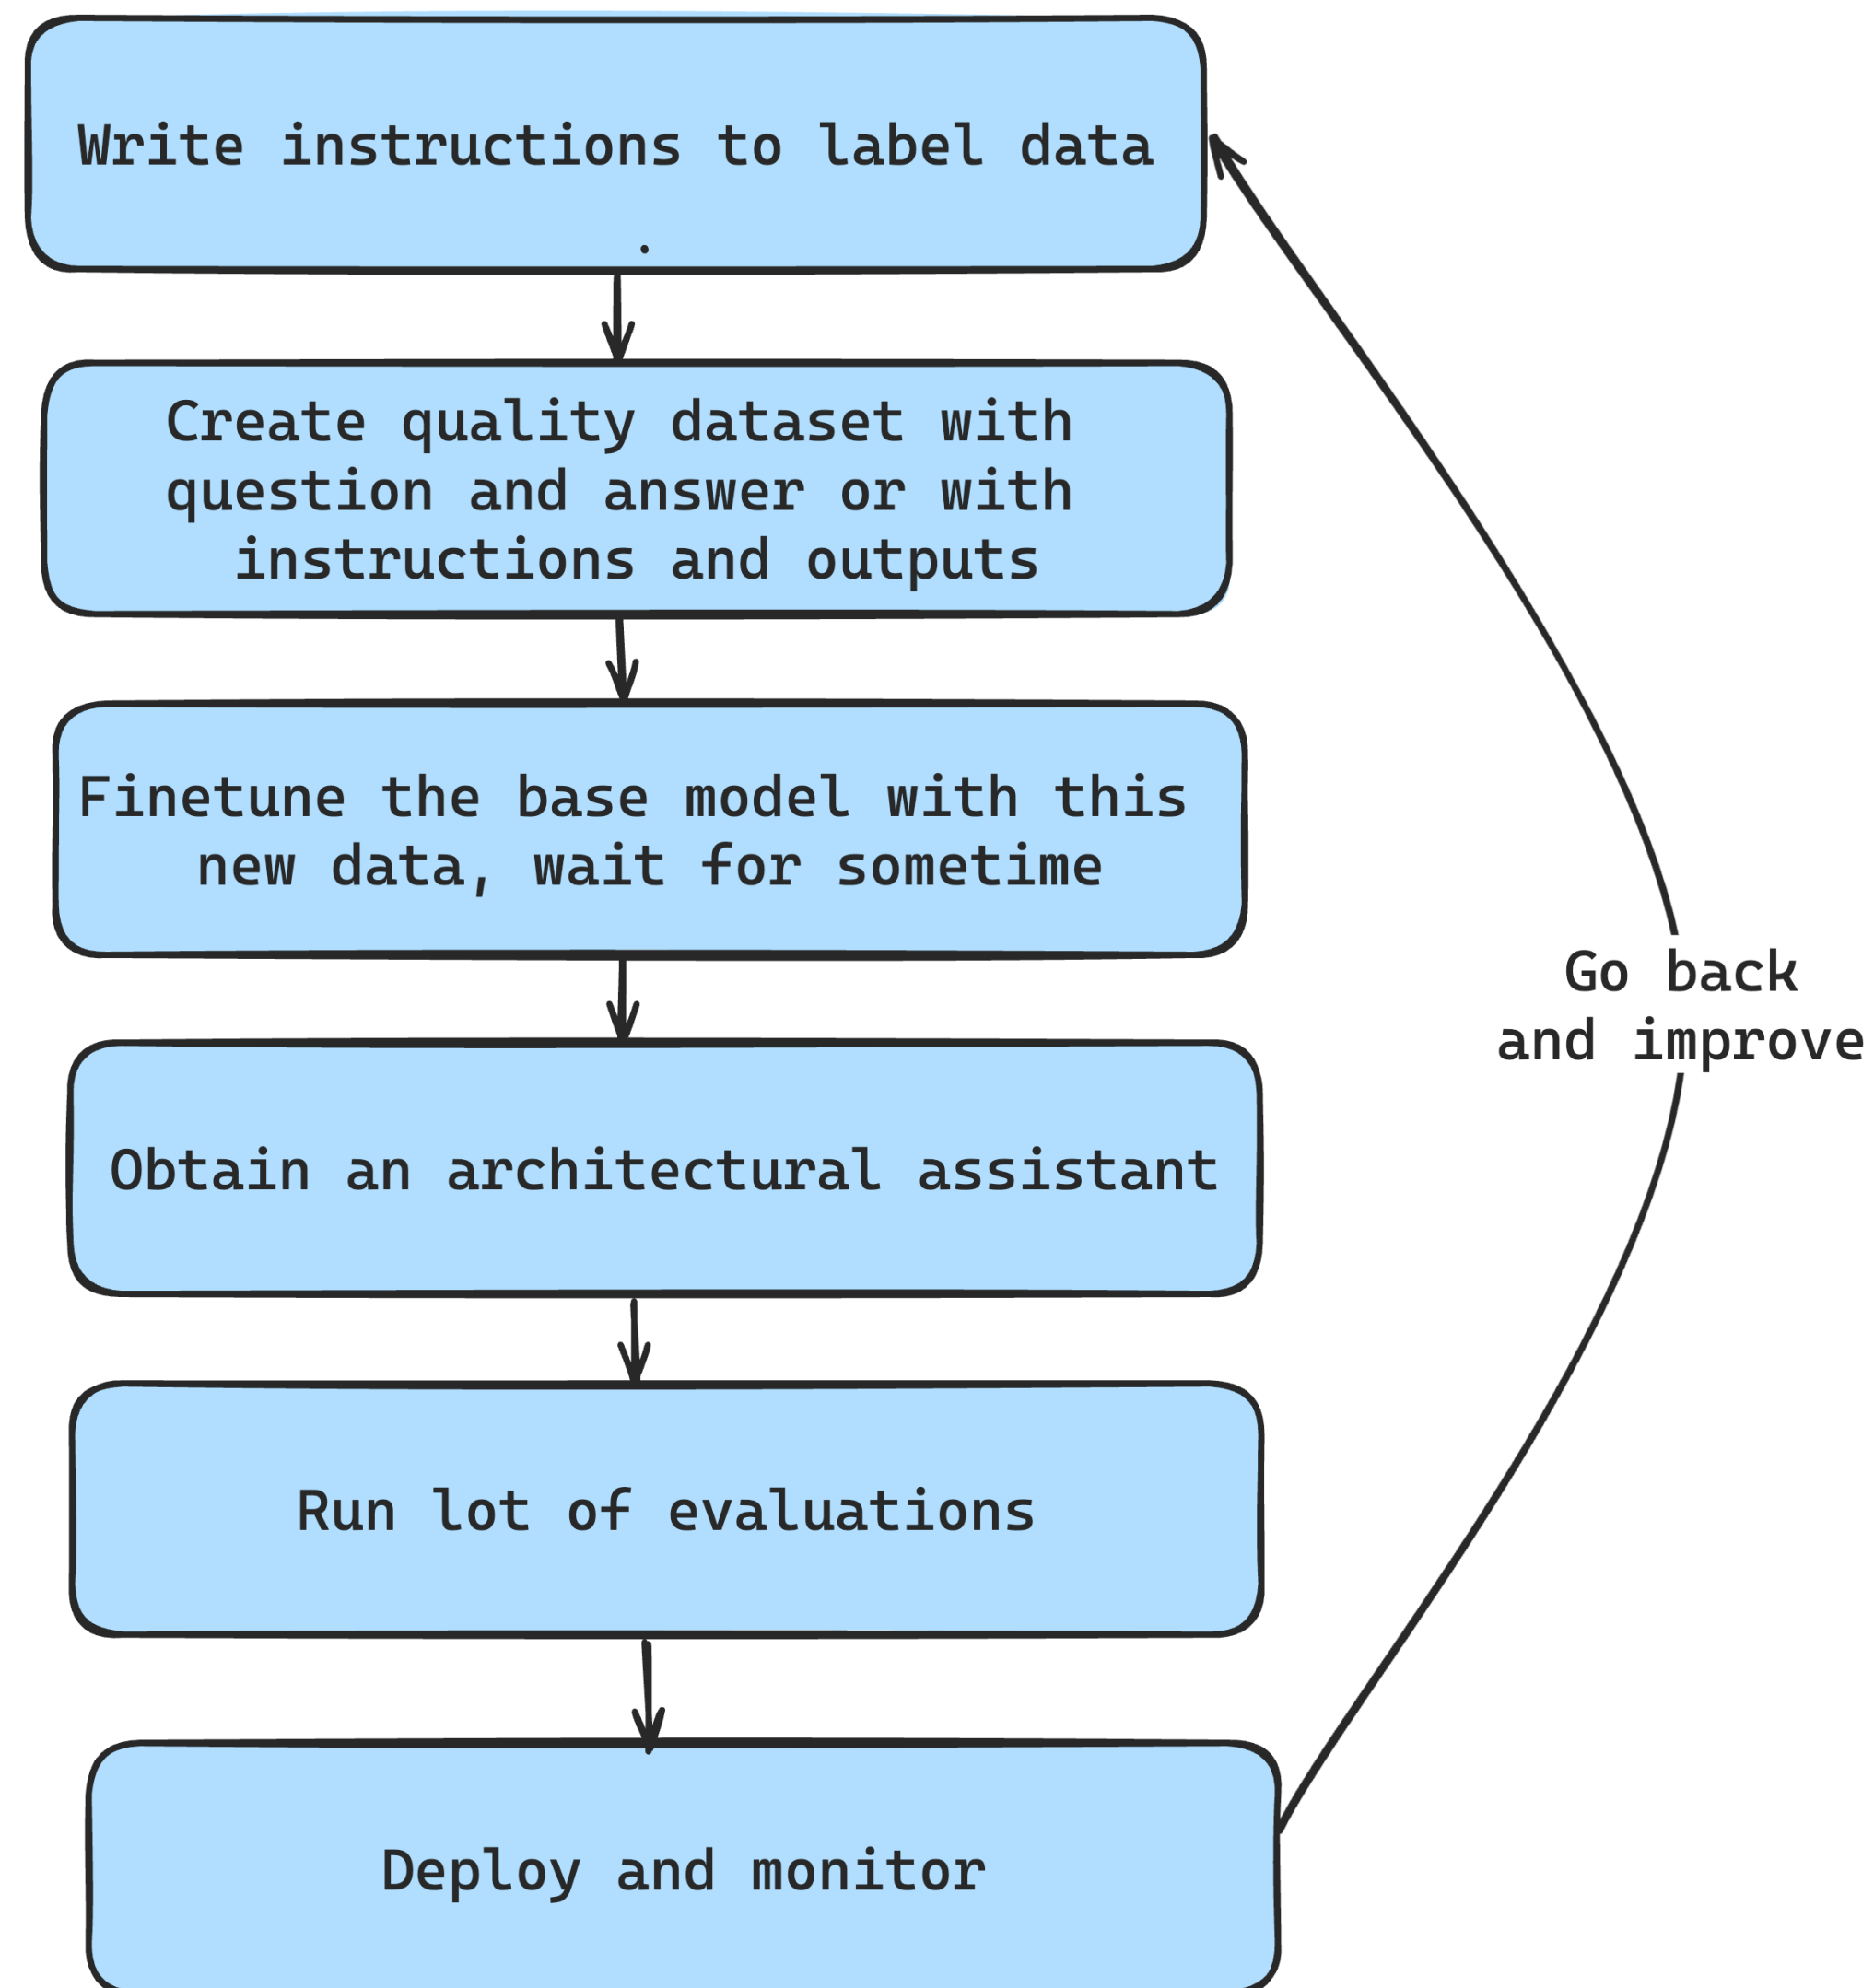 Write instructions to label data
.
Create quality dataset with
question and answer or with
instructions and outputs
Finetune the base model with this
new data, wait for sometime
Obtain an architectural assistant
Run lot of evaluations
Deploy and monitor
Go back
and improve